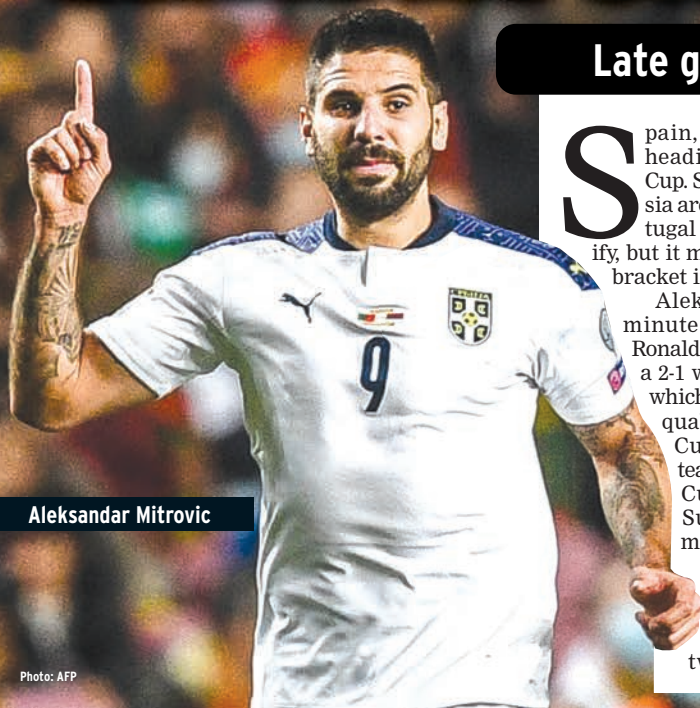 Late g
Spain,
headi
Cup. S
sia are
tugal
ify, but it m
bracket i
Alek
minute
Ronald
a 2-1 v
which
qua
Cu
tea
Cu
Su
m
tw
9
Aleksandar Mitrovic
Photo: AFP